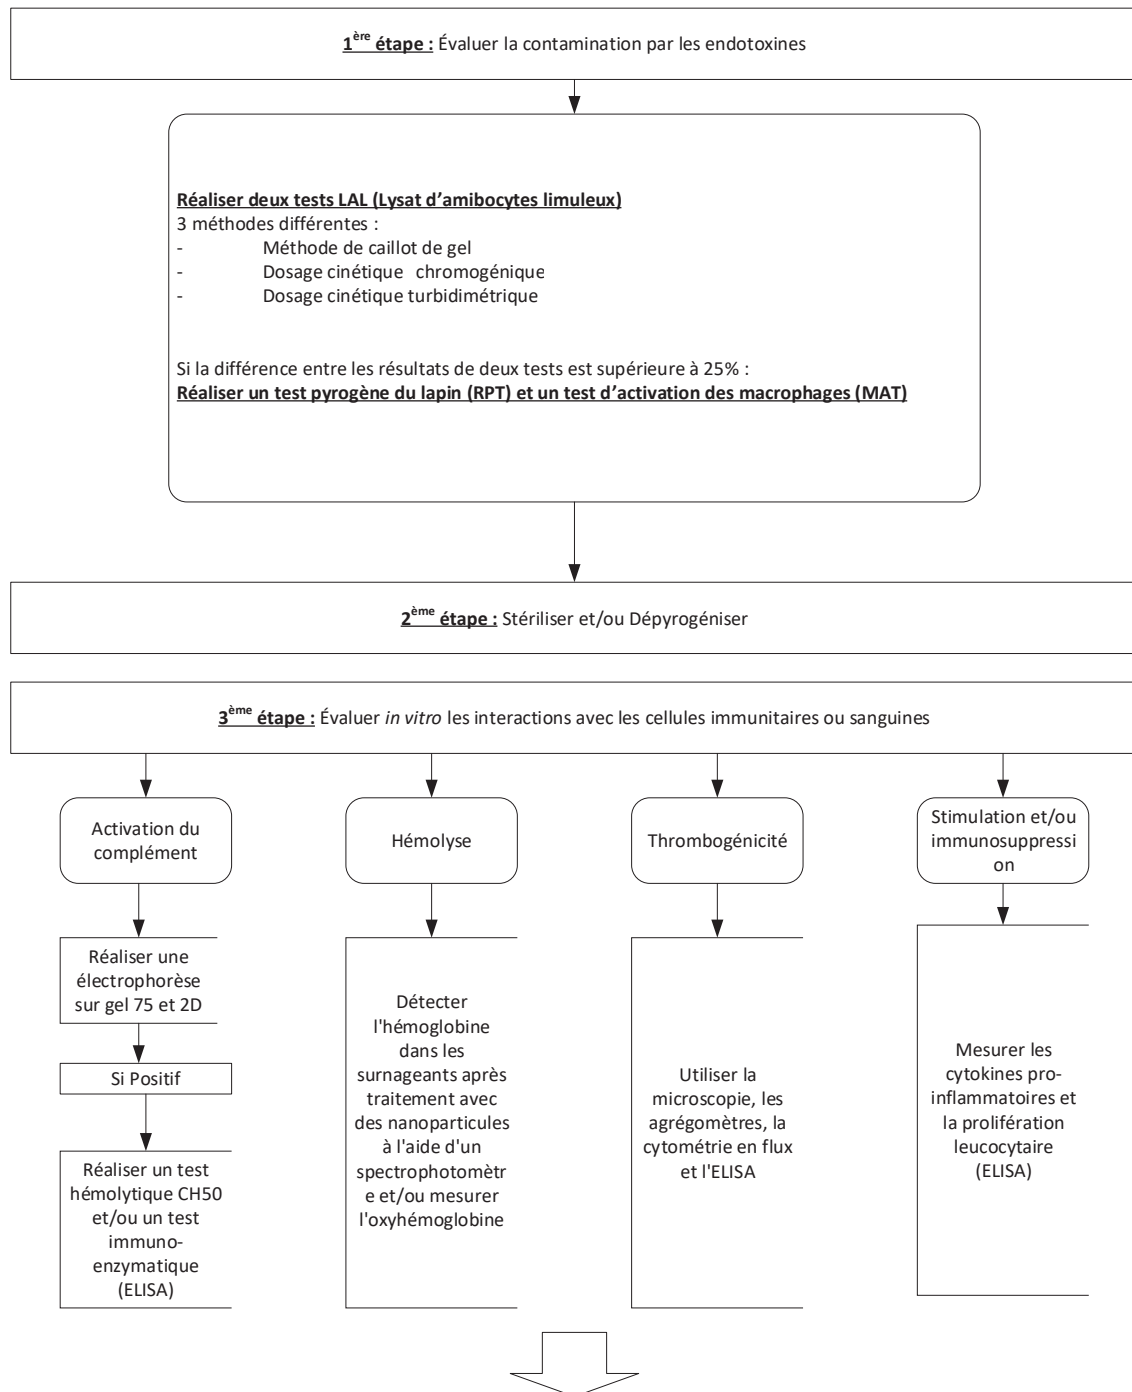 1ère étape : Évaluer la contamination par les endotoxines
Réaliser deux tests LAL (Lysat d’amibocytes limuleux)
3 méthodes différentes :
- Méthode de caillot de gel
- Dosage cinétique chromogénique
- Dosage cinétique turbidimétrique
Si la différence entre les résultats de deux tests est supérieure à 25% :
Réaliser un test pyrogène du lapin (RPT) et un test d’activation des macrophages (MAT)
2ème étape : Stériliser et/ou Dépyrogéniser
3ème étape : Évaluer in vitro les interactions avec les cellules immunitaires ou sanguines
Activation du
complément
Réaliser une
électrophorèse
sur gel 75 et 2D
Si Positif
Réaliser un test
hémolytique CH50
et/ou un test
immuno-
enzymatique
(ELISA)
Hémolyse
Détecter
l'hémoglobine
dans les
surnageants après
traitement avec
des nanoparticules
à l'aide d'un
spectrophotomètr
e et/ou mesurer
l'oxyhémoglobine
Thrombogénicité
Utiliser la
microscopie, les
agrégomètres, la
cytométrie en flux
et l'ELISA
Stimulation et/ou
immunosuppressi
on
Mesurer les
cytokines pro-
inflammatoires et
la prolifération
leucocytaire
(ELISA)